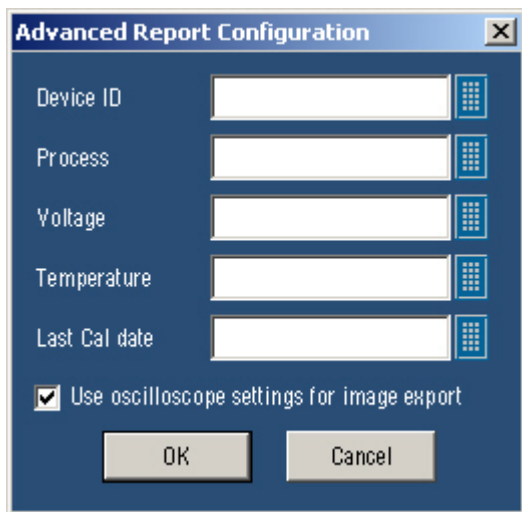 Advanced Report Configuration
Device ID
Process
Voltage
Temperature
Last Cal date
Use oscilloscope settings for image export
OK Cancel